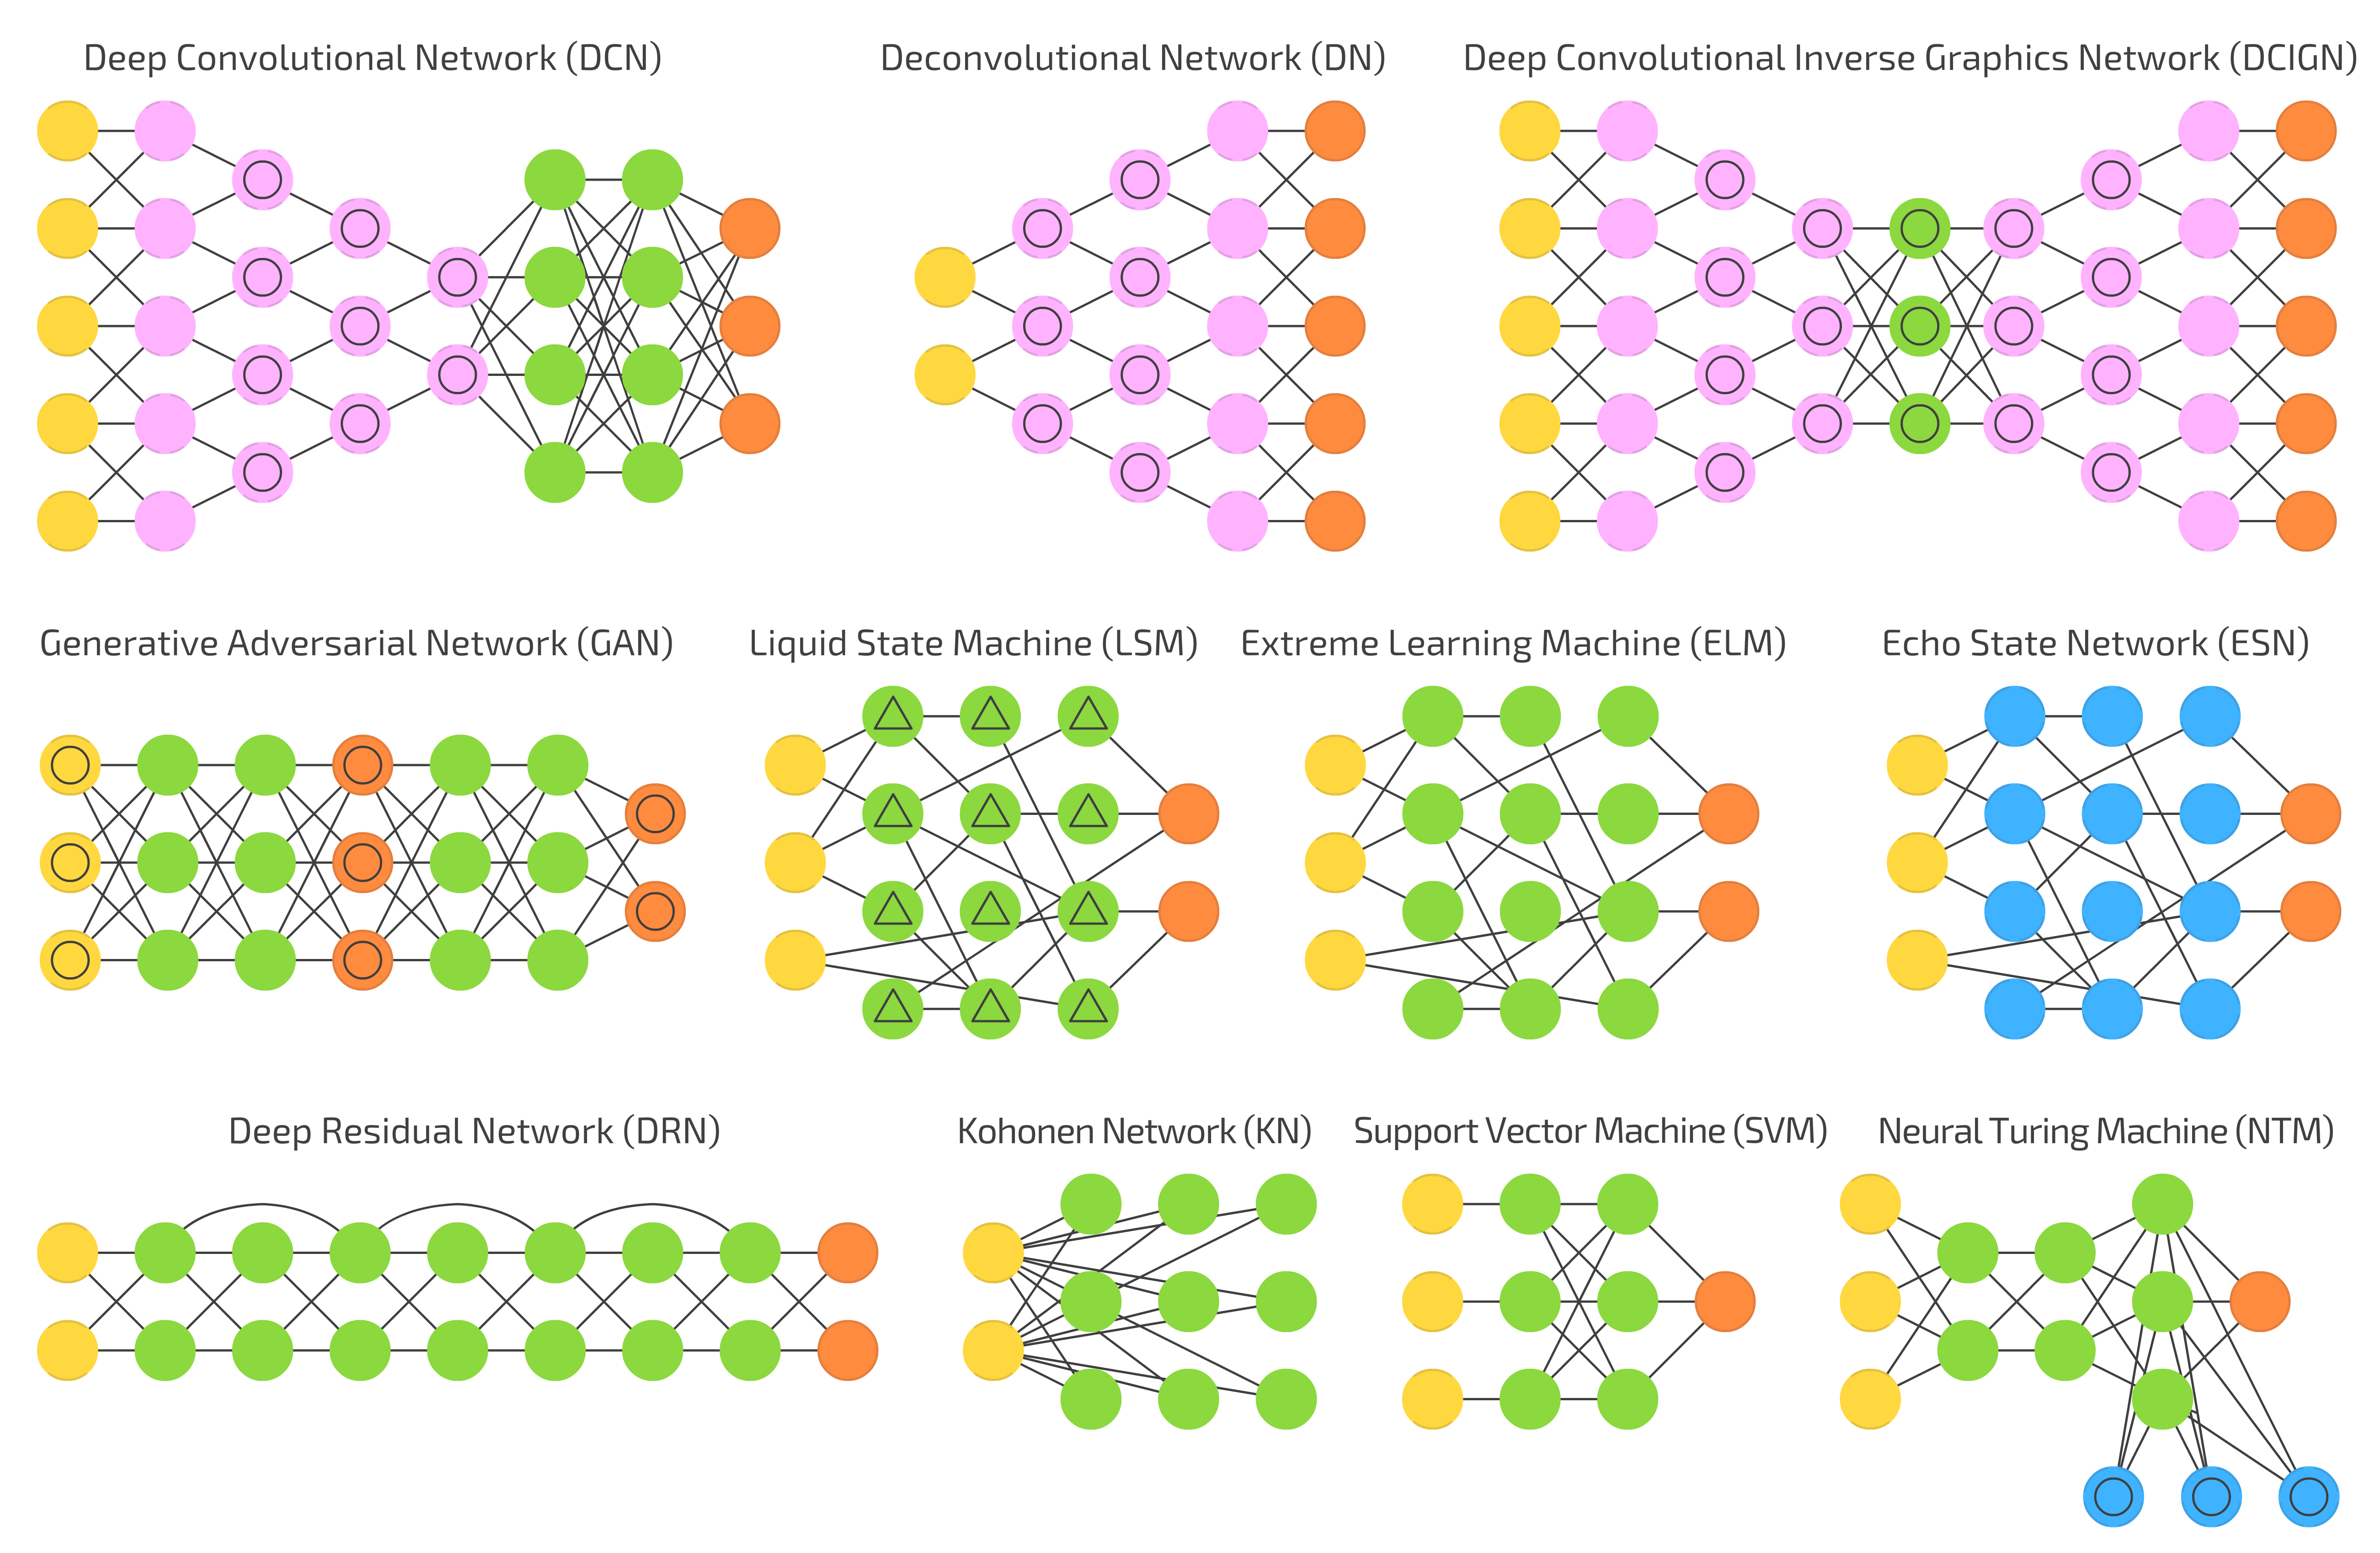 Deep Convolutional Network (DCN)
Deconvolutional Network (DN)
Deep Convolutional Inverse Graphics Network (DCIGN)
Generative Adversarial Network (GAN)
Liquid State Machine (LSM)
Extreme Learning Machine (ELM)
Echo State Network (ESN)
Deep Residual Network (DRN)
Kohonen Network (KN)
Support Vector Machine (SVM)
Neural Turing Machine (NTM)